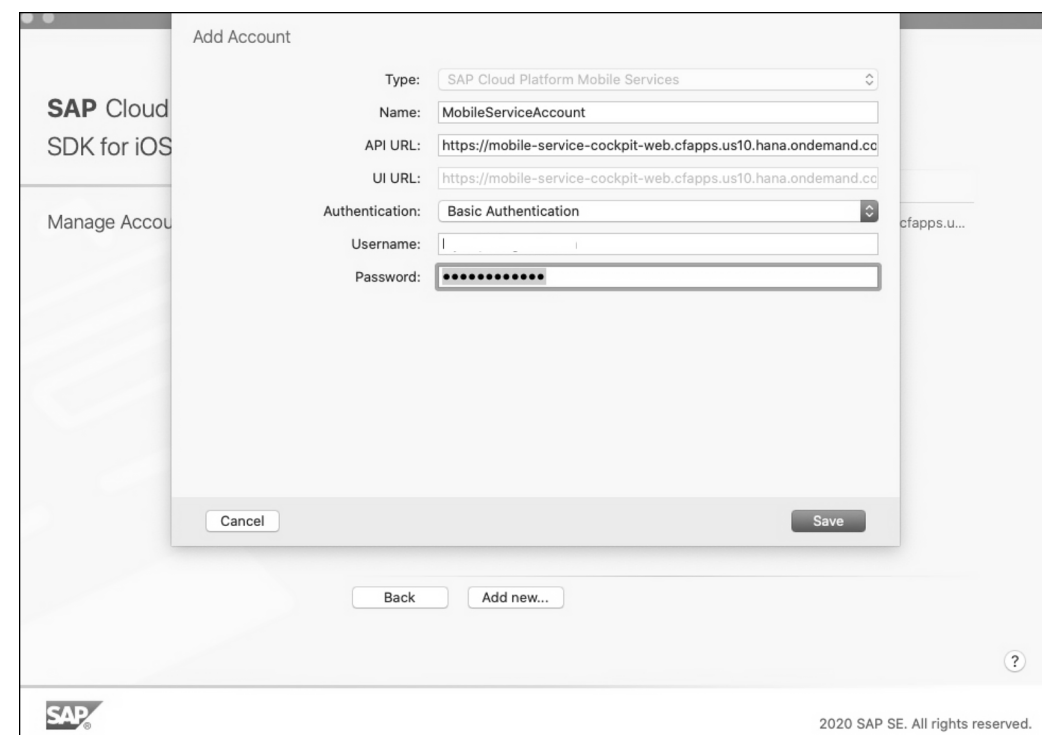 Add Account
Type: SAP Cloud Platform Mobile Services
SAP Cloud
Name: MobileServiceAccount
SDK for iOS
API URL: https://mobile-service-cockpit-web.cfapps.us10.hana.ondemand.cc
UI URL: https://mobile-service-cockpit-web.cfapps.us10.hana.ondemand.cc
Manage Accou
Authentication: Basic Authentication
cfapps.u...
Username:
Password: ●●●●●●●●●●●●
Cancel
Save
Back
Add new...
?
SAP®
2020 SAP SE. All rights reserved.